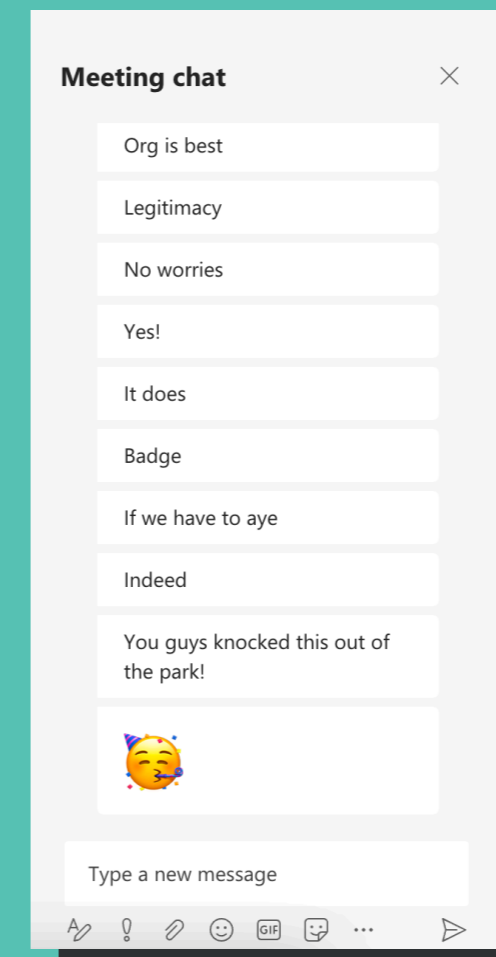 Meeting chat
Org is best
Legitimacy
No worries
Yes!
It does
Badge
If we have to aye
Indeed
You guys knocked this out of
the park!
Type a new message
GIF